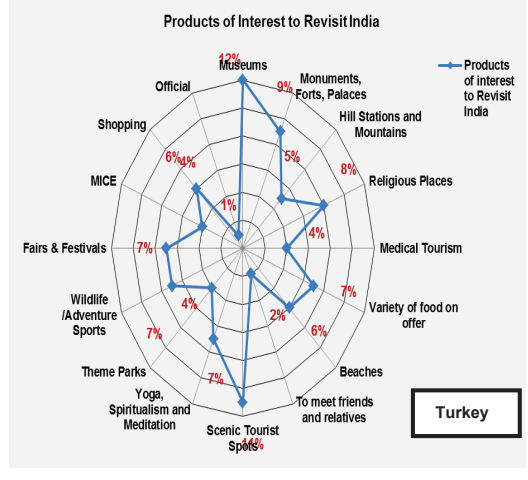 Products of Interest to Revisit India
12%
Museums
9%
Monuments,
Forts, Palaces
5%
Hill Stations and
Mountains
8%
Religious Places
4%
Medical Tourism
7%
Variety of food on
offer
6%
Beaches
2%
To meet friends
and relatives
11%
Scenic Tourist
Spots
7%
Yoga,
Spiritualism and
Meditation
4%
Theme Parks
7%
Wildlife
/Adventure
Sports
7%
Fairs & Festivals
4%
MICE
6%
Shopping
1%
Official
Products
of interest
to Revisit
India
Turkey